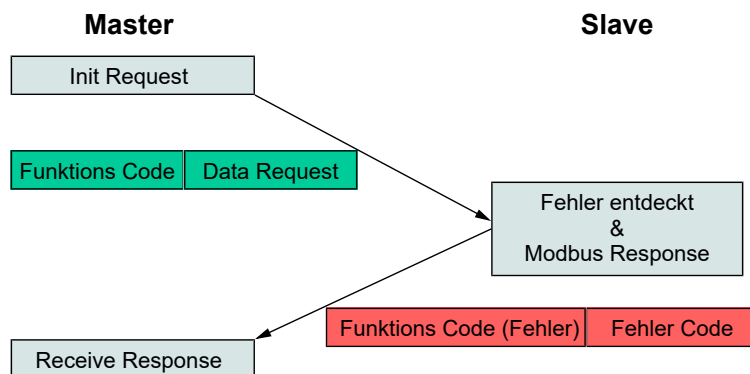 Master
Slave
Init Request
Funktions Code
Data Request
Fehler entdeckt
&
Modbus Response
Funktions Code (Fehler)
Fehler Code
Receive Response